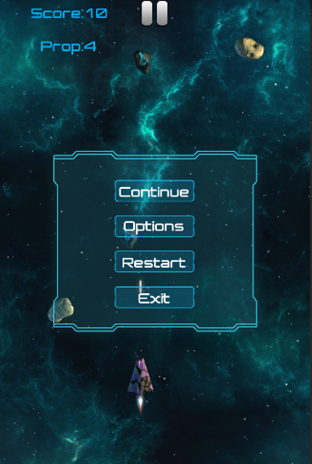 Score:10
Prop:4
Continue
Options
Restart
Exit